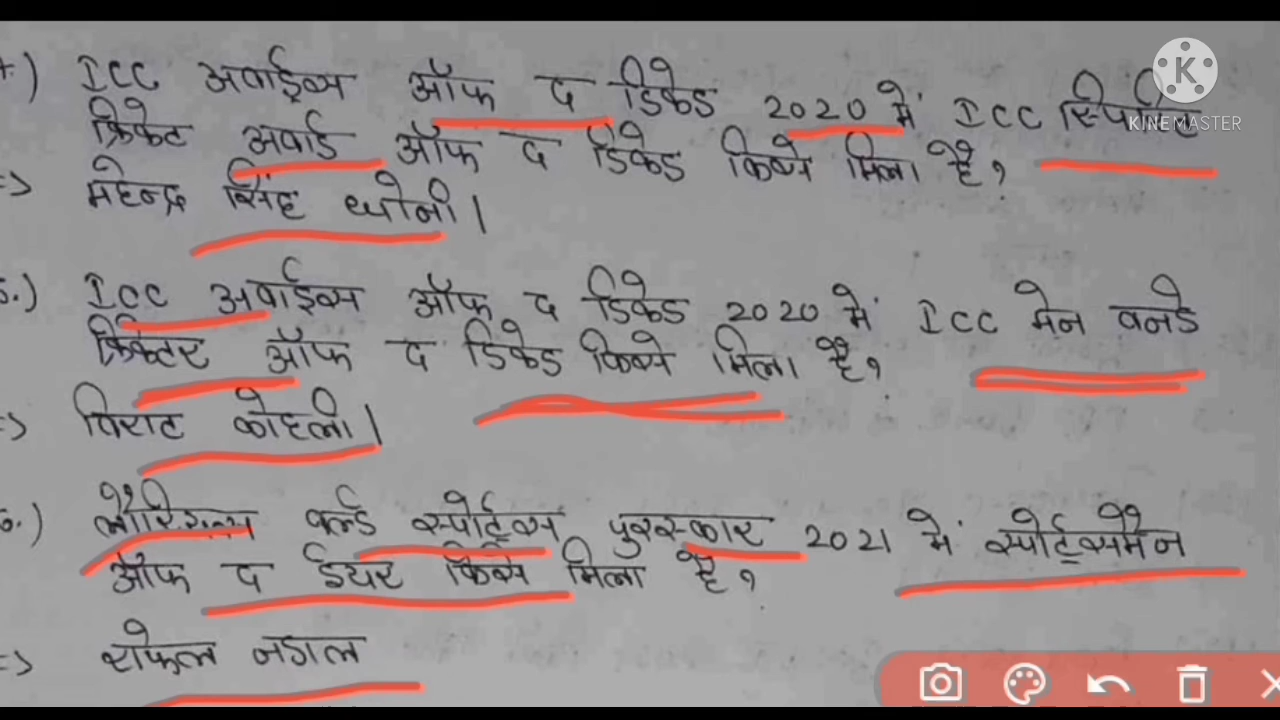 ICC अवार्ड्स ऑफ द डिकेड 2020 में ICC स्पिरिट
क्रिकेट अवार्ड ऑफ द डिकेड किसे मिला है?
=> महेन्द्र सिंह धोनी।
5.) ICC अवार्ड्स ऑफ द डिकेड 2020 में ICC मेन वनडे
क्रिकेटर ऑफ द डिकेड किसे मिला है?
=> विराट कोहली।
6.) लॉरियस वर्ल्ड स्पोर्ट्स पुरस्कार 2021 में स्पोर्ट्समैन
ऑफ द ईयर किसे मिला है?
=> राफेल नडाल
KINEMASTER